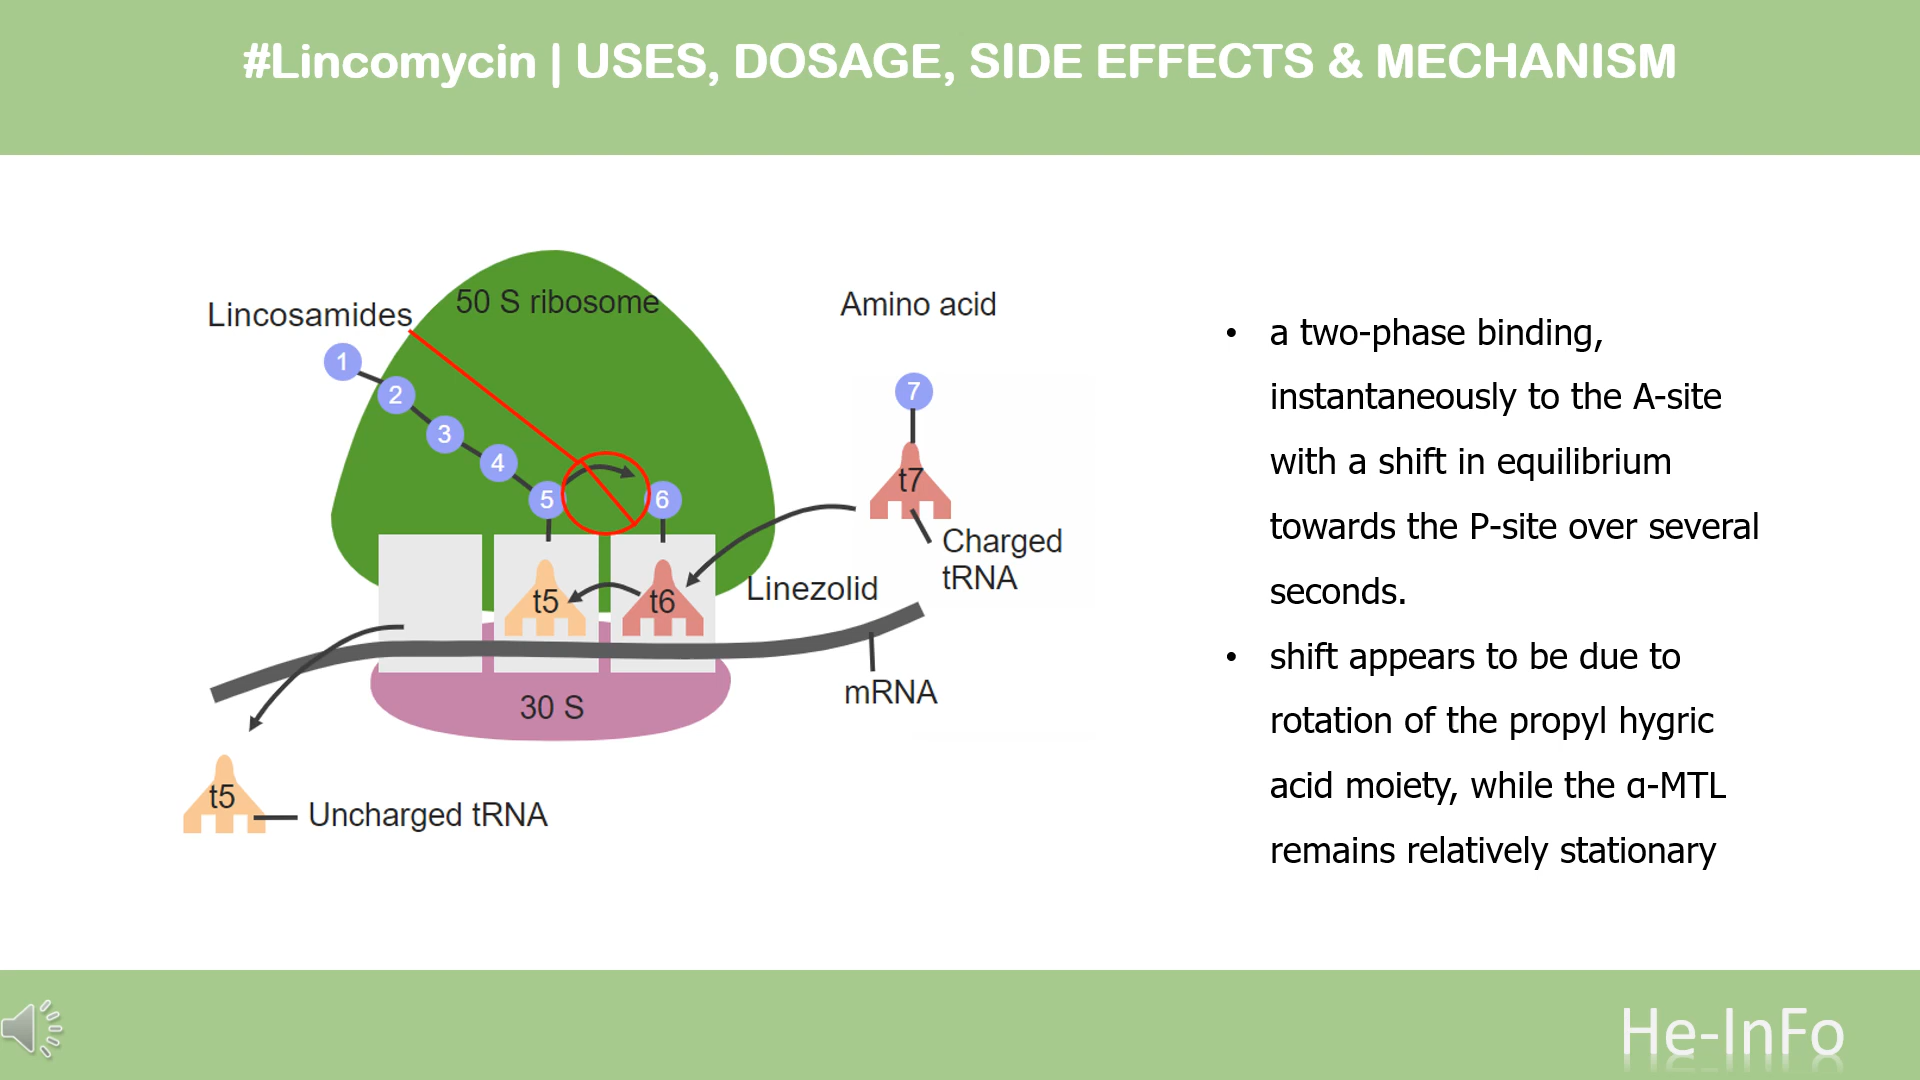 #Lincomycin | USES, DOSAGE, SIDE EFFECTS & MECHANISM
Lincosamides
50 S ribosome
Amino acid
1
2
3
4
5
6
7
t7
Charged
tRNA
Linezolid
t5
t6
mRNA
30 S
t5
Uncharged tRNA
• a two-phase binding,
instantaneously to the A-site
with a shift in equilibrium
towards the P-site over several
seconds.
• shift appears to be due to
rotation of the propyl hygric
acid moiety, while the α-MTL
remains relatively stationary
He-InFo